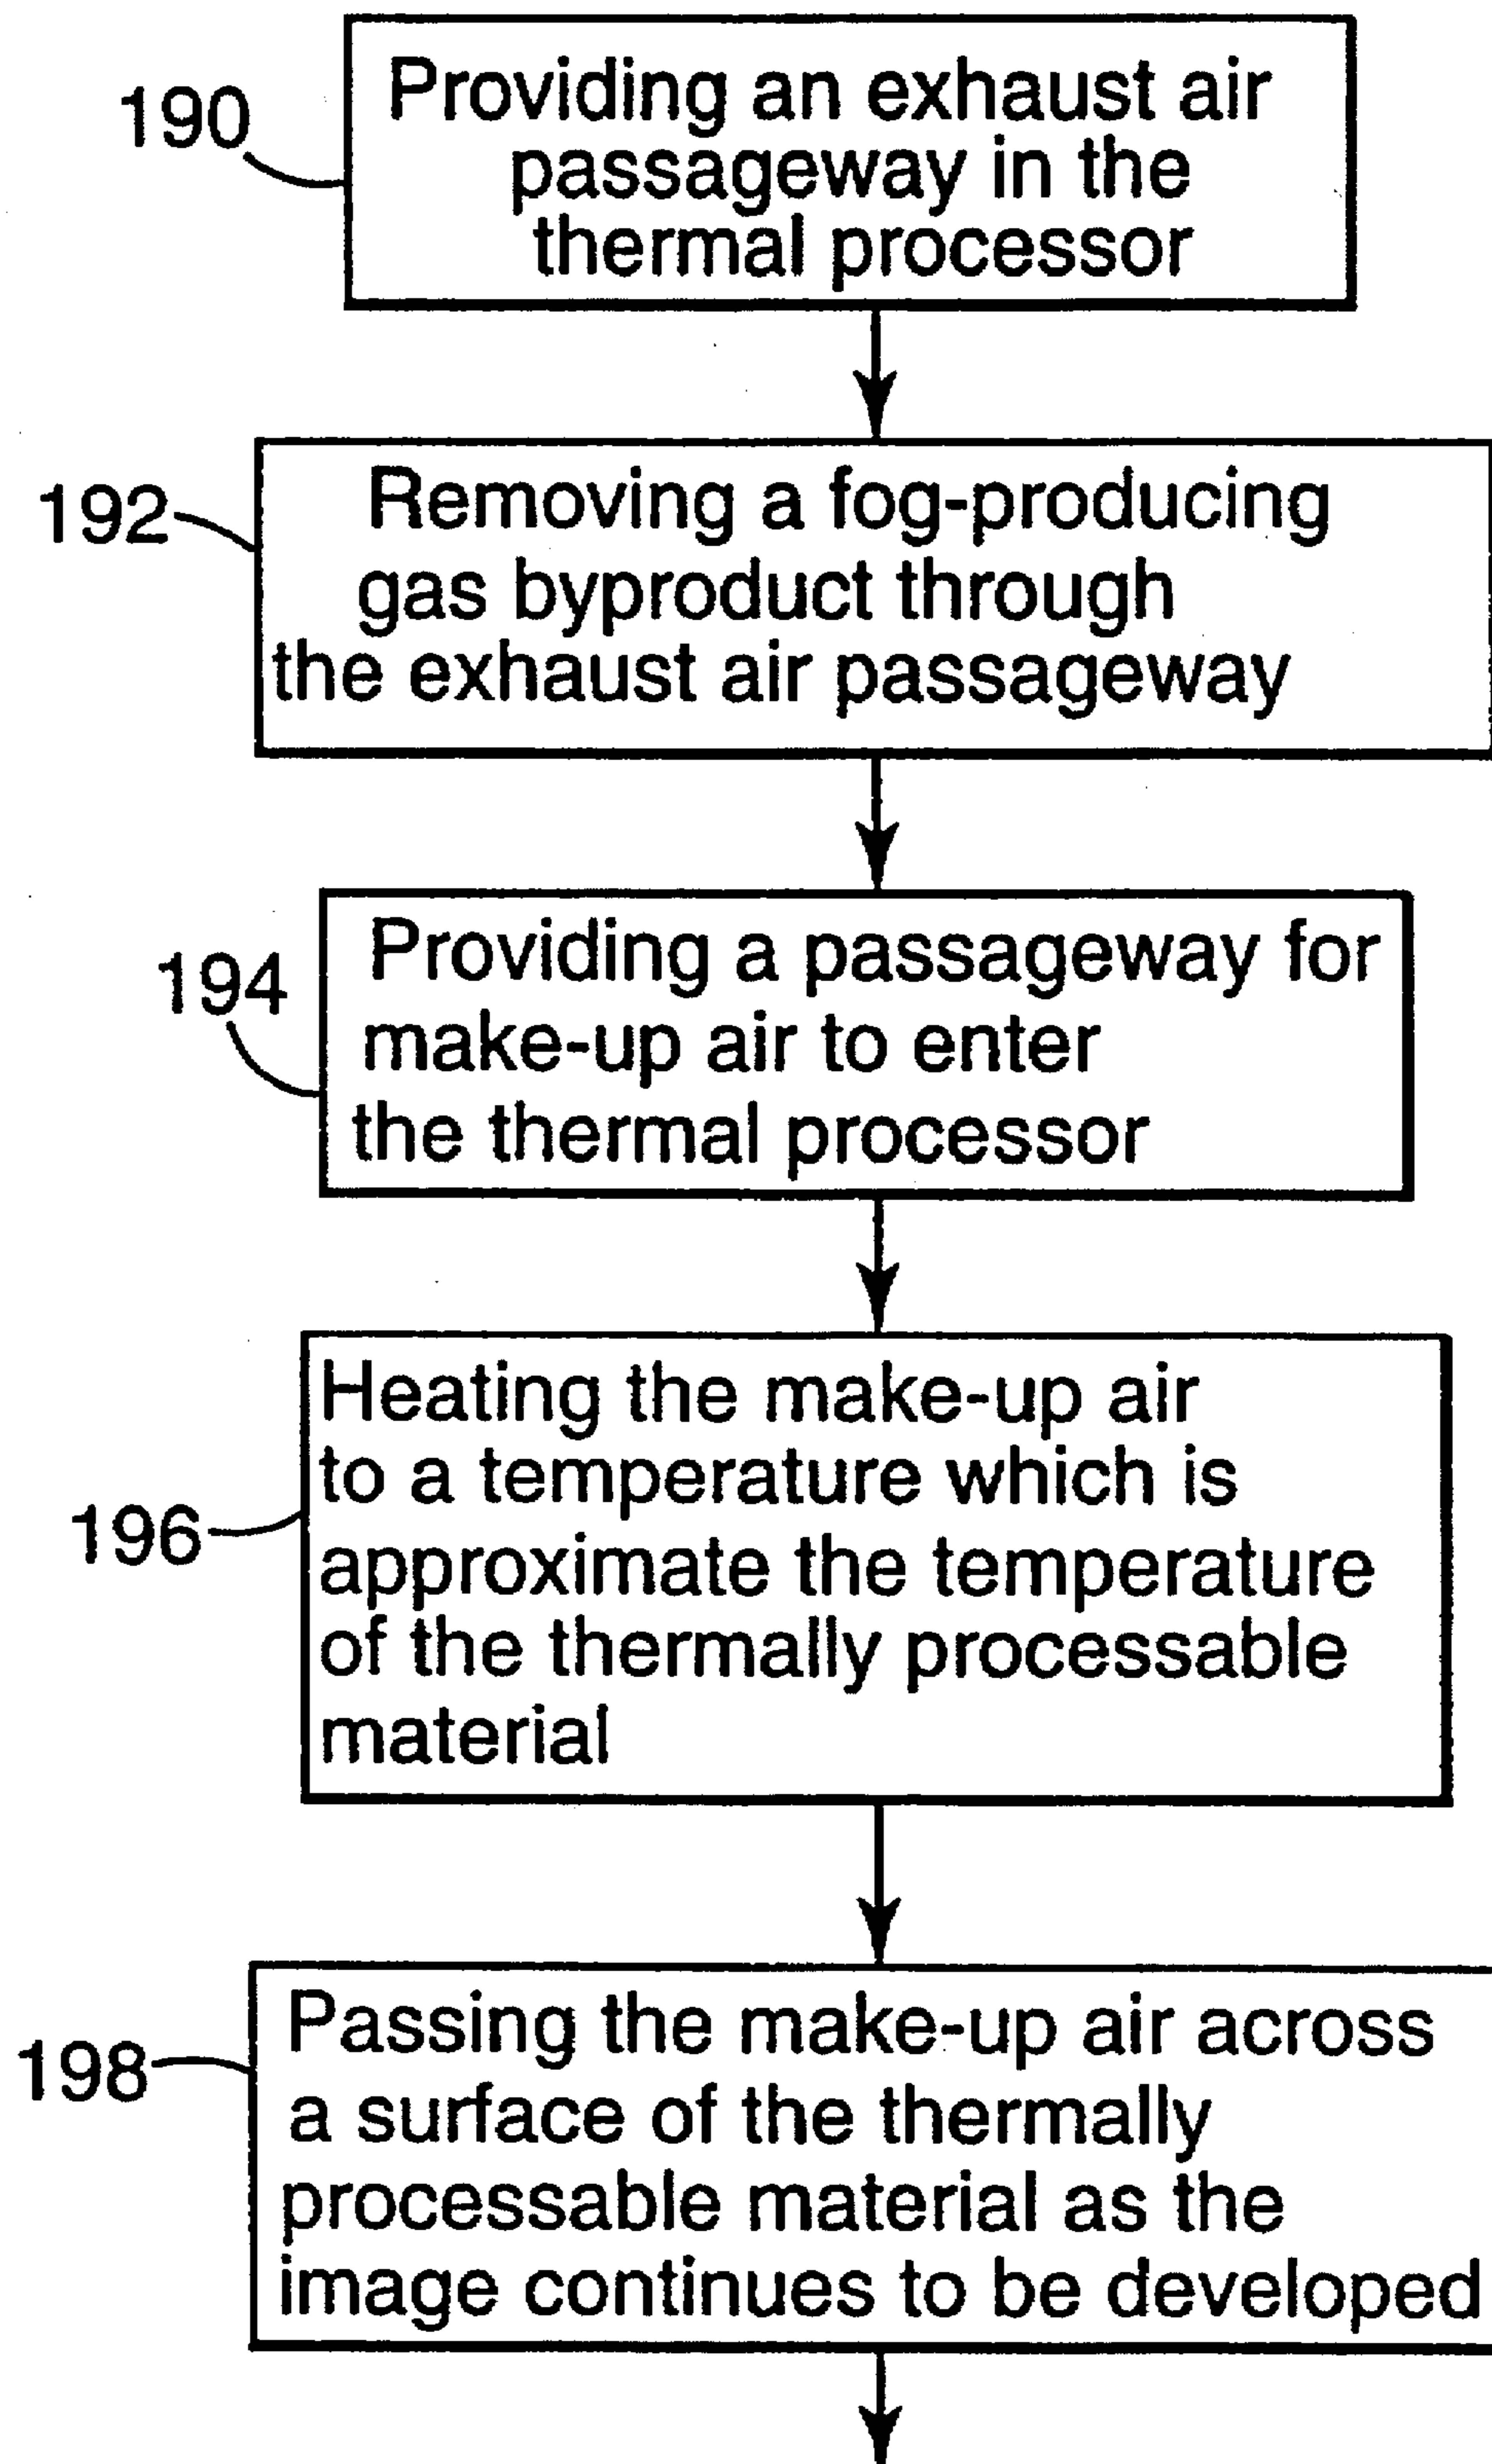 190
Providing an exhaust air
passageway in the
thermal processor
192
Removing a fog-producing
gas byproduct through
the exhaust air passageway
194
Providing a passageway for
make-up air to enter
the thermal processor
196
Heating the make-up air
to a temperature which is
approximate the temperature
of the thermally processable
material
198
Passing the make-up air across
a surface of the thermally
processable material as the
image continues to be developed